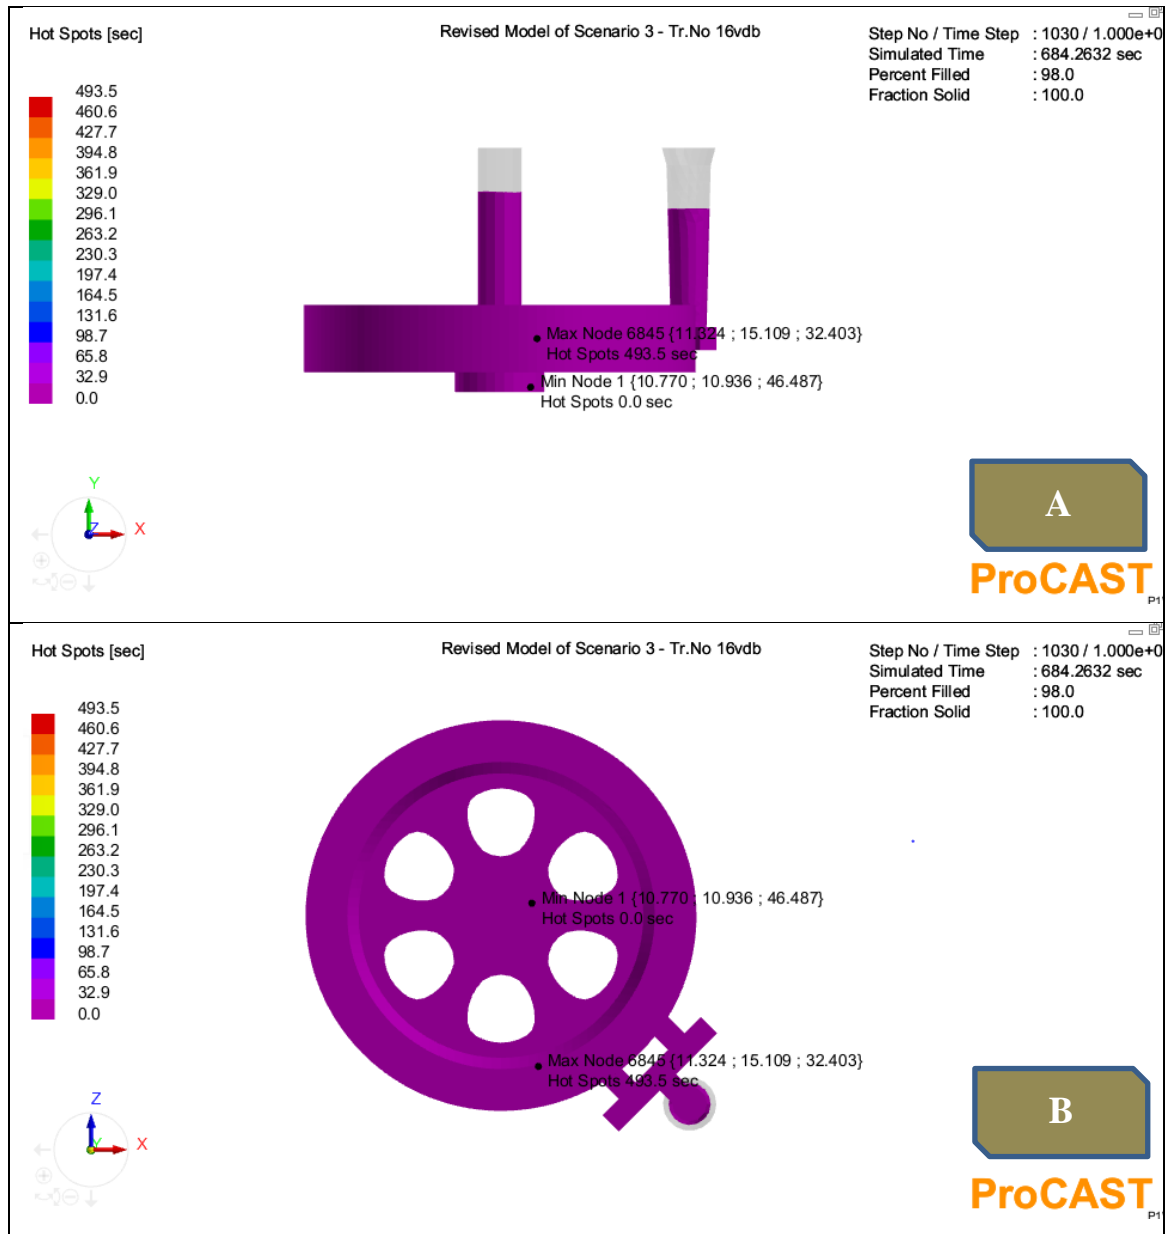 Hot Spots [sec]
Revised Model of Scenario 3 - Tr.No 16vdb
Step No / Time Step : 1030 / 1.000e+0
Simulated Time : 684.2632 sec
Percent Filled : 98.0
Fraction Solid : 100.0
493.5
460.6
427.7
394.8
361.9
329.0
296.1
263.2
230.3
197.4
164.5
131.6
98.7
65.8
32.9
0.0
Max Node 6845 {11.324 ; 15.109 ; 32.403}
Hot Spots 493.5 sec
Min Node 1 {10.770 ; 10.936 ; 46.487}
Hot Spots 0.0 sec
Y
Z
X
A
ProCAST
Hot Spots [sec]
Revised Model of Scenario 3 - Tr.No 16vdb
Step No / Time Step : 1030 / 1.000e+0
Simulated Time : 684.2632 sec
Percent Filled : 98.0
Fraction Solid : 100.0
493.5
460.6
427.7
394.8
361.9
329.0
296.1
263.2
230.3
197.4
164.5
131.6
98.7
65.8
32.9
0.0
Min Node 1 {10.770 ; 10.936 ; 46.487}
Hot Spots 0.0 sec
Max Node 6845 {11.324 ; 15.109 ; 32.403}
Hot Spots 493.5 sec
Z
Y
X
B
ProCAST